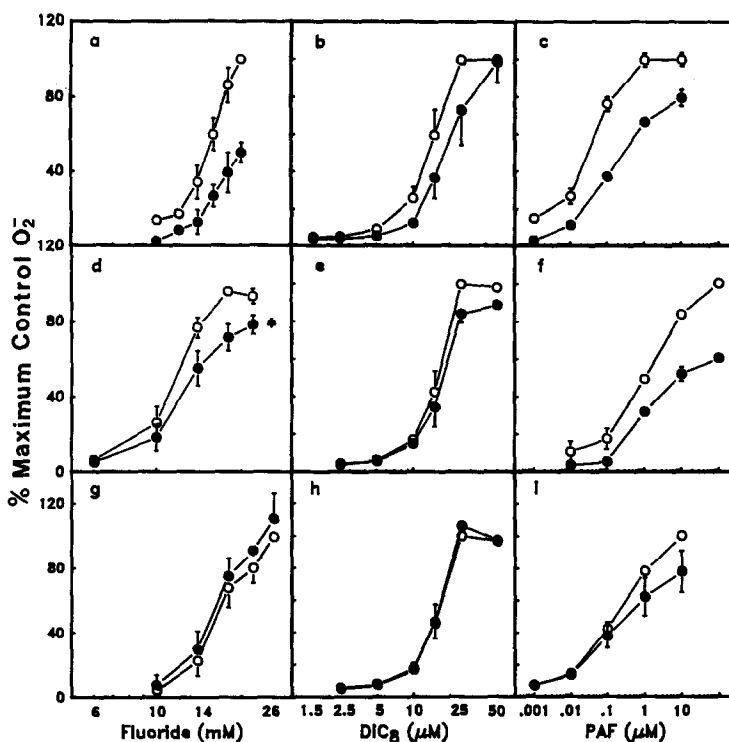 120
80
40
120
80
40
0
120
80
40
0
% Maximum Control O₂⁻
a
b
c
d
*
e
f
g
h
i
6 10 14 26
1.5 2.5 5 10 25 50
.001 .01 .1 1 10
Fluoride (mM)
DIC₈ (μM)
PAF (μM)